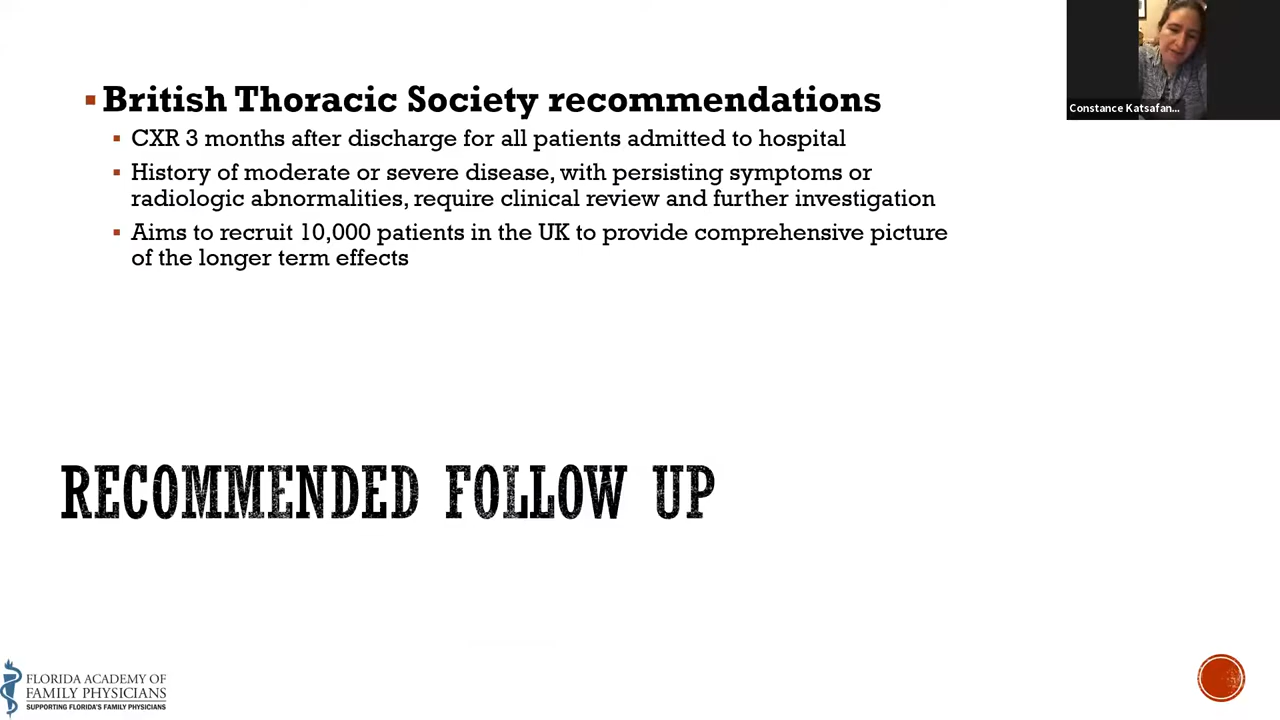 British Thoracic Society recommendations
CXR 3 months after discharge for all patients admitted to hospital
History of moderate or severe disease, with persisting symptoms or
radiologic abnormalities, require clinical review and further investigation
Aims to recruit 10,000 patients in the UK to provide comprehensive picture
of the longer term effects
RECOMMENDED FOLLOW UP
Constance Katsafan...
FLORIDA ACADEMY OF
FAMILY PHYSICIANS
SUPPORTING FLORIDA'S FAMILY PHYSICIANS